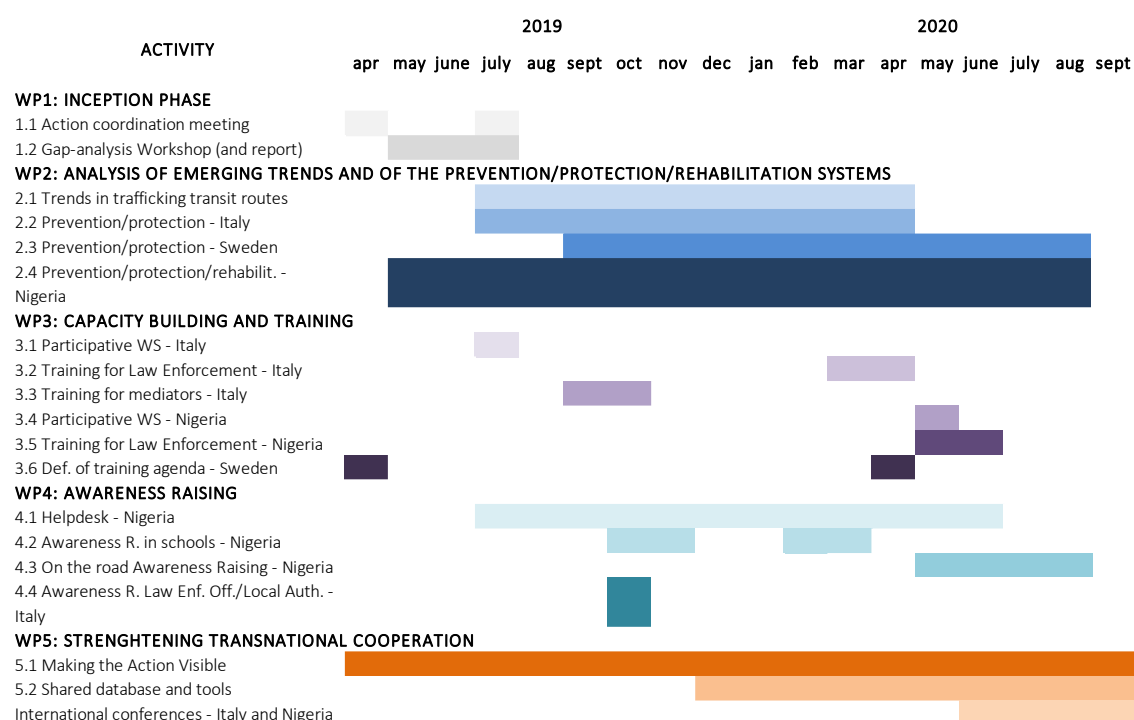 2019 2020
ACTIVITY
apr may june july aug sept oct nov dec jan feb mar apr may june july aug sept
WP1: INCEPTION PHASE
1.1 Action coordination meeting
1.2 Gap-analysis Workshop (and report)
WP2: ANALYSIS OF EMERGING TRENDS AND OF THE PREVENTION/PROTECTION/REHABILITATION SYSTEMS
2.1 Trends in trafficking transit routes
2.2 Prevention/protection - Italy
2.3 Prevention/protection - Sweden
2.4 Prevention/protection/rehabilit. -
Nigeria
WP3: CAPACITY BUILDING AND TRAINING
3.1 Participative WS - Italy
3.2 Training for Law Enforcement - Italy
3.3 Training for mediators - Italy
3.4 Participative WS - Nigeria
3.5 Training for Law Enforcement - Nigeria
3.6 Def. of training agenda - Sweden
WP4: AWARENESS RAISING
4.1 Helpdesk - Nigeria
4.2 Awareness R. in schools - Nigeria
4.3 On the road Awareness Raising - Nigeria
4.4 Awareness R. Law Enf. Off./Local Auth. -
Italy
WP5: STRENGHTENING TRANSNATIONAL COOPERATION
5.1 Making the Action Visible
5.2 Shared database and tools
International conferences - Italy and Nigeria